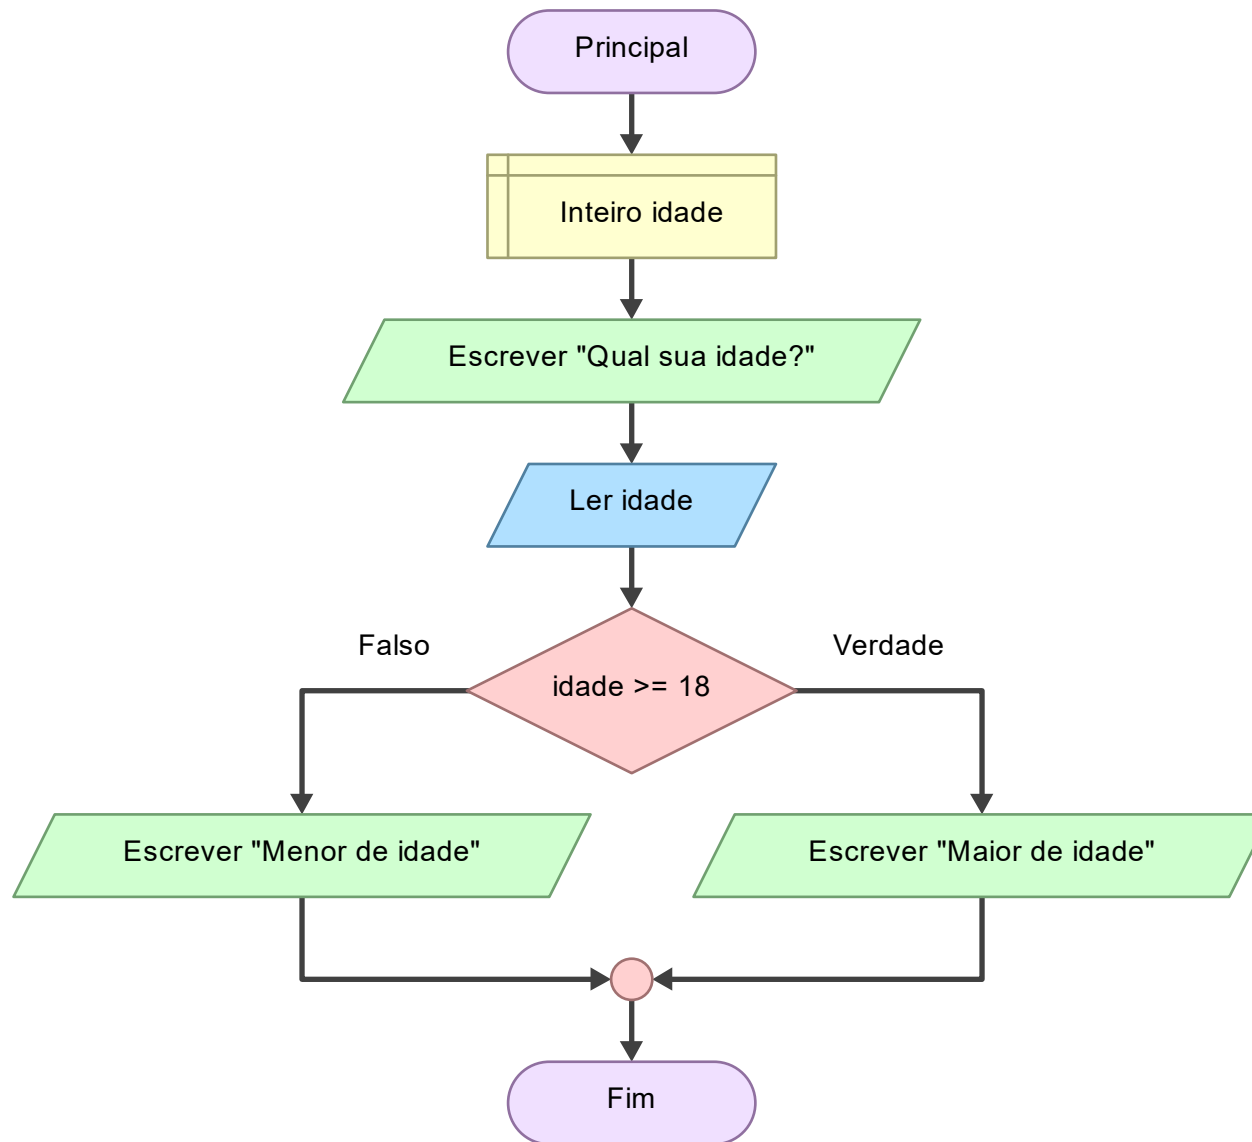 Principal
Inteiro idade
Escrever "Qual sua idade?"
Ler idade
Falso
Verdade
idade >= 18
Escrever "Menor de idade"
Escrever "Maior de idade"
Fim